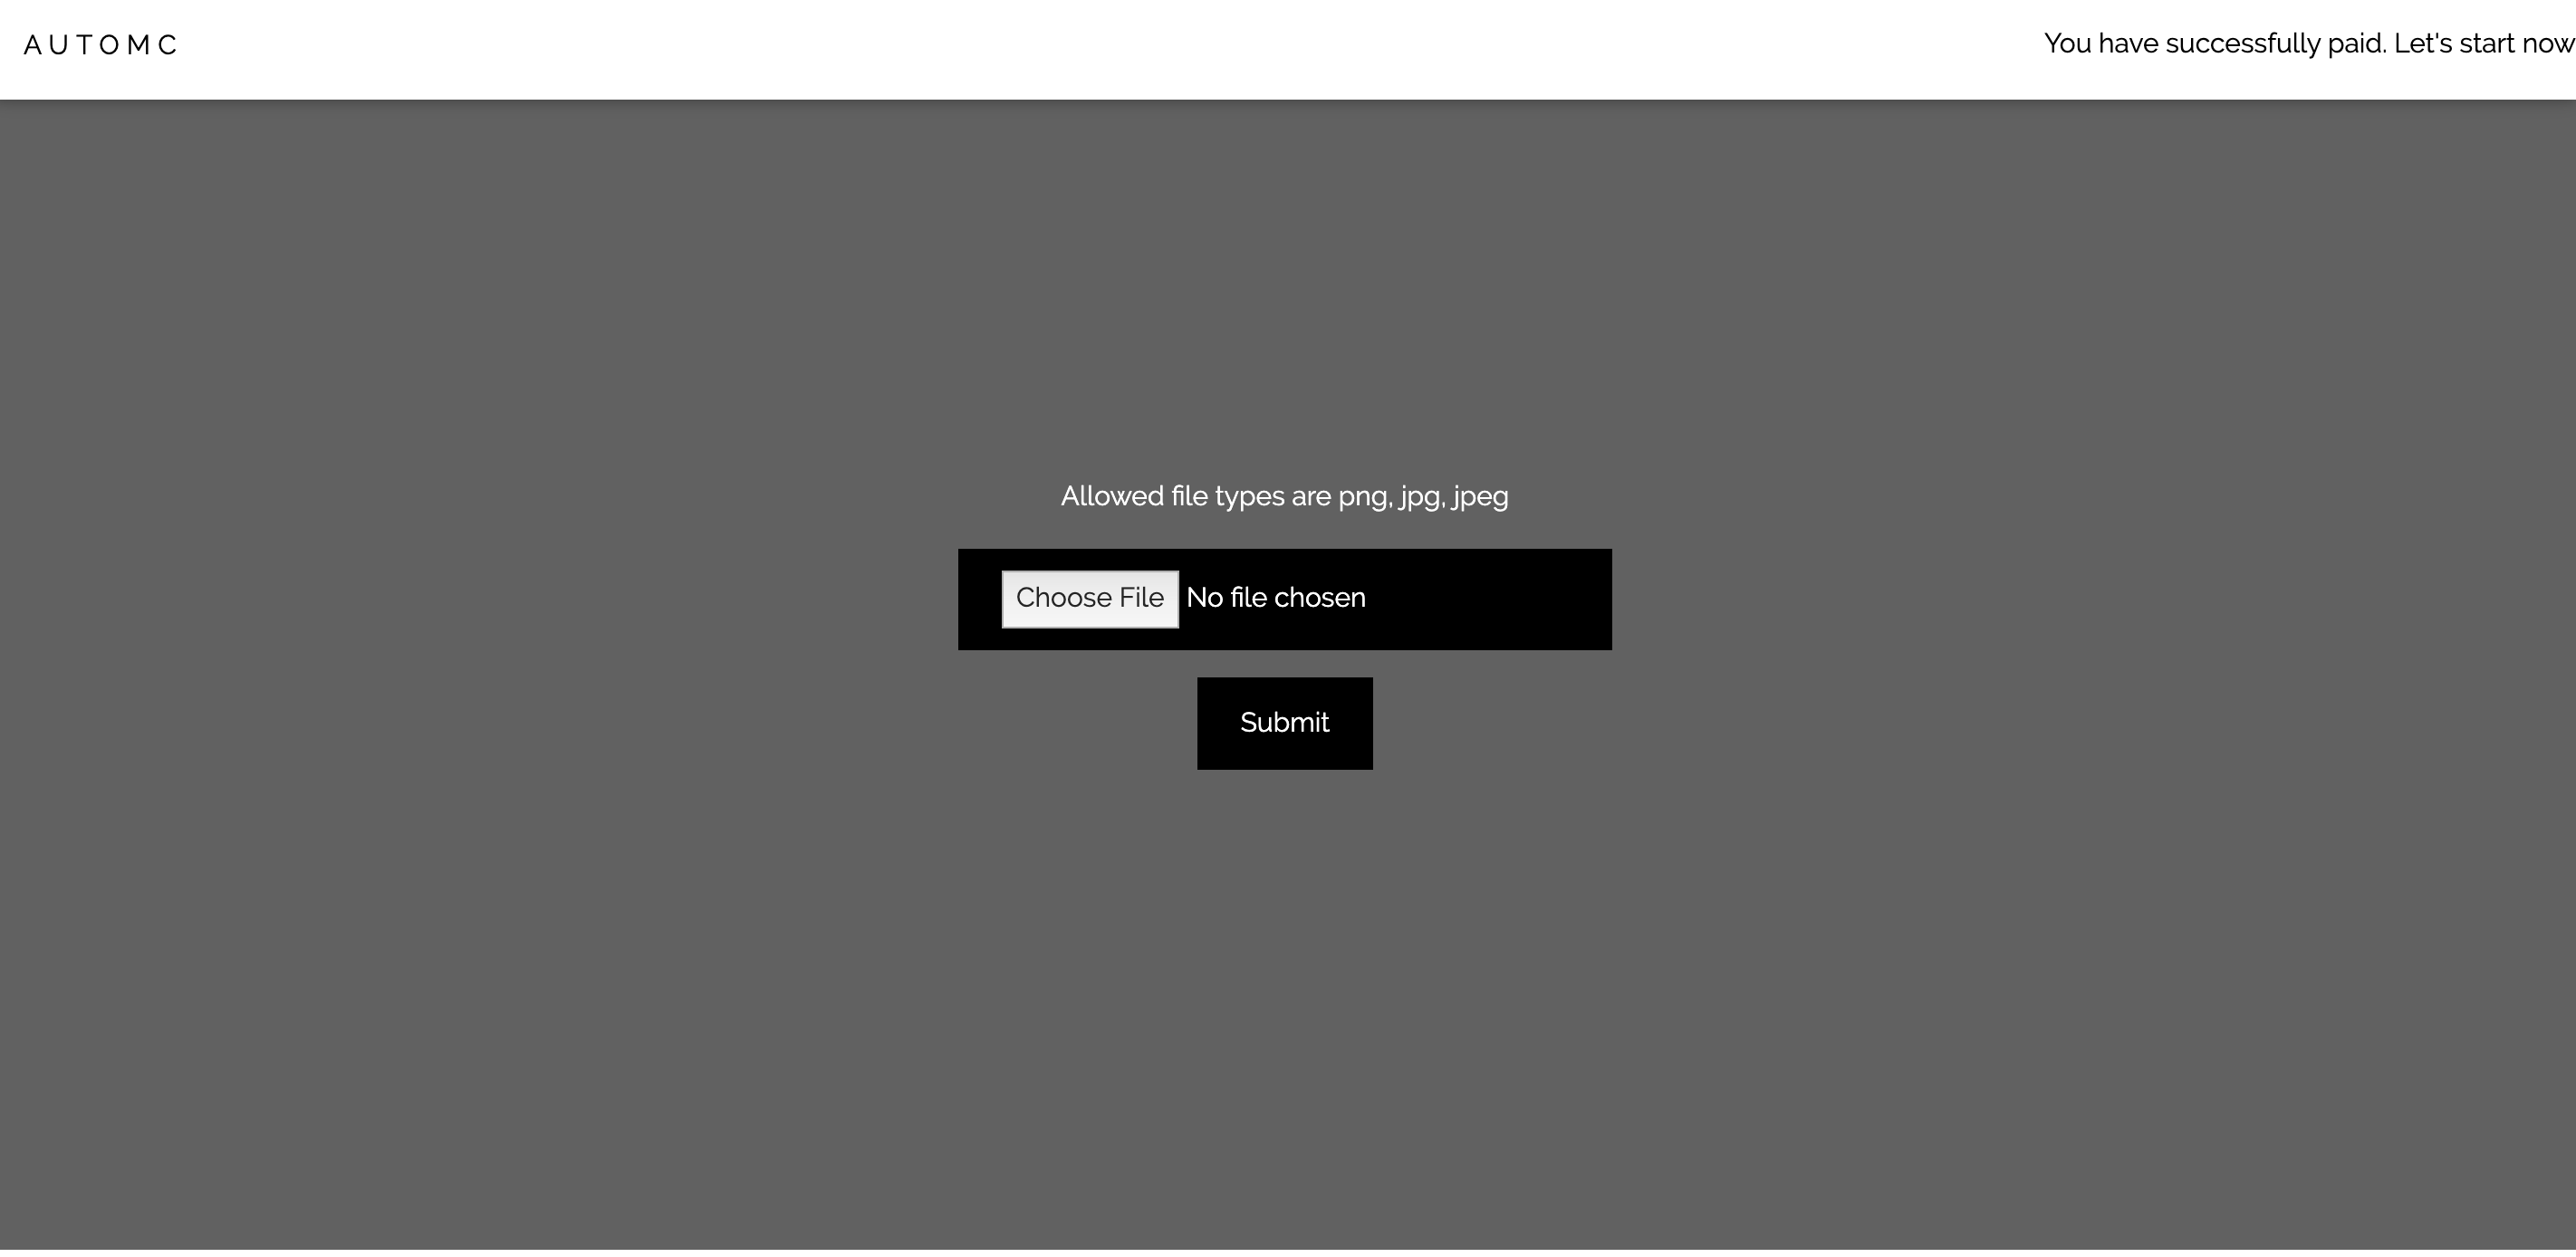 AUTOMC
You have successfully paid. Let's start now
Allowed file types are png, jpg, jpeg
Choose File No file chosen
Submit